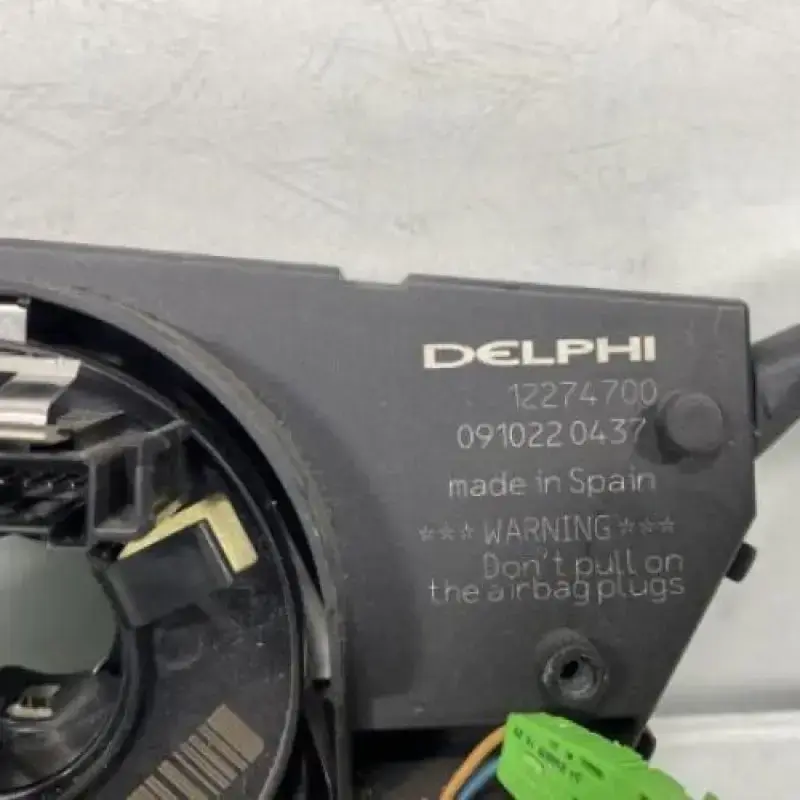 DELPHI
12274700
091022 0437
made in Spain
*** WARNING ***
Don't pull on
the airbag plugs